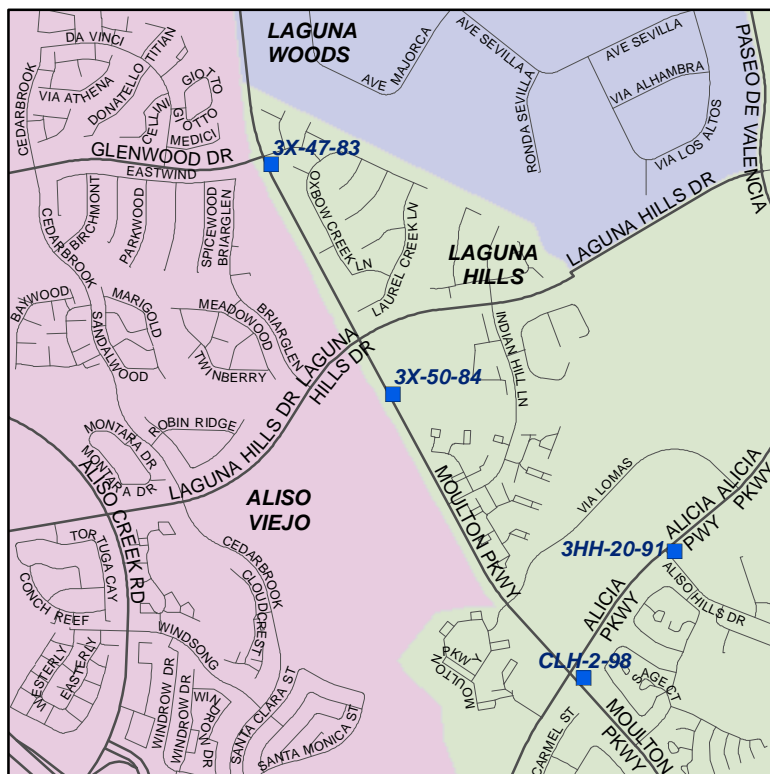 LAGUNA
WOODS
DA VINCI
CEDARBROOK
VIA ATHENA
DONATELLO
TITIAN
GIOTTO
CELLINI
GIOTTO
MEDICI
AVE MAJORCA
AVE SEVILLA
AVE SEVILLA
VIA ALHAMBRA
RONDA SEVILLA
VIA LOS ALTOS
PASEO DE VALENCIA
GLENWOOD DR
EASTWIND
3X-47-83
BIRCHMONT
PARKWOOD
SPICEWOOD
BRIARGLEN
CEDARBROOK
OXBOW CREEK LN
LAUREL CREEK LN
LAGUNA
HILLS
LAGUNA HILLS DR
BAYWOOD
MARIGOLD
SANDALWOOD
MEADOWOOD
BRIARGLEN
TWINBERRY
LAGUNA
HILLS DR
INDIAN HILL LN
3X-50-84
ROBIN RIDGE
MONTARA DR
MONTARA DR
LAGUNA HILLS DR
ALISO CREEK RD
ALISO
VIEJO
MOULTON PKWY
VIA LOMAS
ALICIA
PKWY
ALICIA
PWY
3HH-20-91
ALISO HILLS DR
TORTUGA CAY
CONCH REEF
CEDARBROOK
CLOUDCREST
WINDSONG
ALICIA
PKWY
MOULTON
PKWY
CLH-2-98
AGE CT
WESTERLY
EASTERLY
WINDROW DR
WINDROW DR
WINDROW DR
SANTA CLARA ST
SANTA MONICA ST
CARMEL ST
MOULTON
PKWY